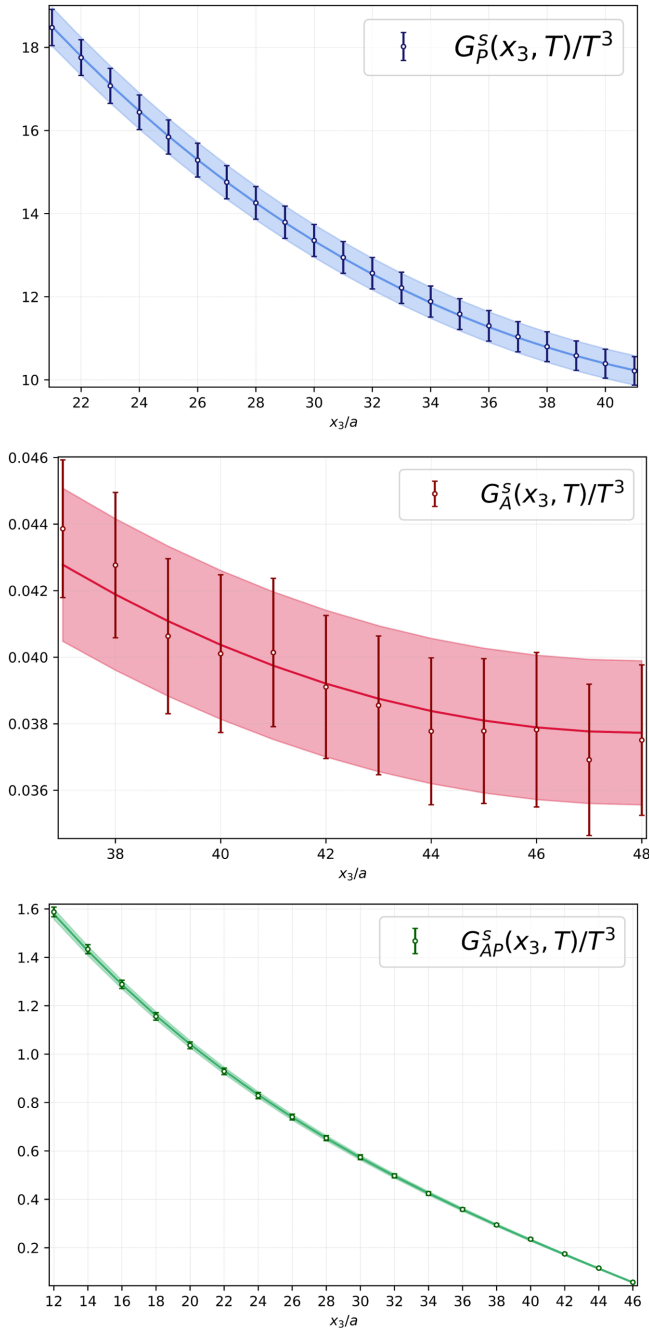 18
16
14
12
10
G_P^s(x_3, T)/T^3
22 24 26 28 30 32 34 36 38 40
x_3/a
0.046
0.044
0.042
0.040
0.038
0.036
G_A^s(x_3, T)/T^3
38 40 42 44 46 48
x_3/a
1.6
1.4
1.2
1.0
0.8
0.6
0.4
0.2
G_{AP}^s(x_3, T)/T^3
12 14 16 18 20 22 24 26 28 30 32 34 36 38 40 42 44 46
x_3/a